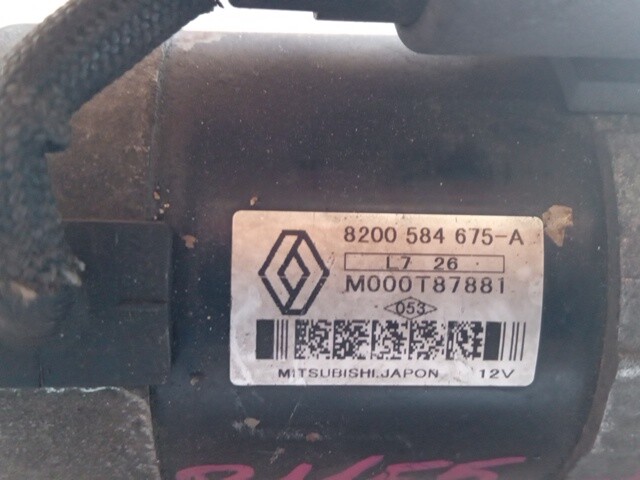 8200 584 675-A
L7 26
M000T87881
053
MITSUBISHI.JAPON 12V